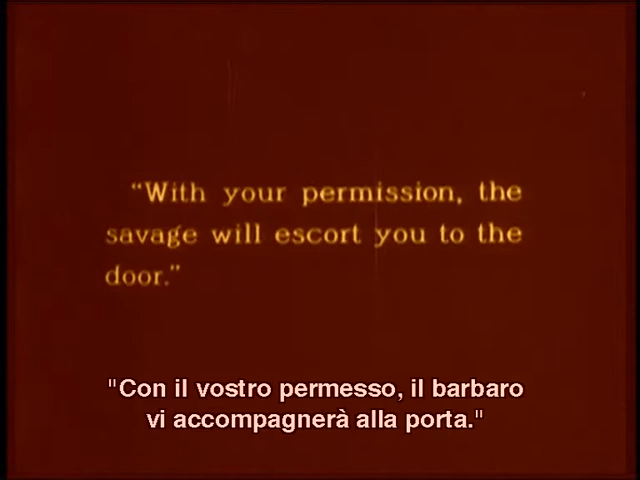 “With your permission, the
savage will escort you to the
door.”
"Con il vostro permesso, il barbaro
vi accompagnerà alla porta."